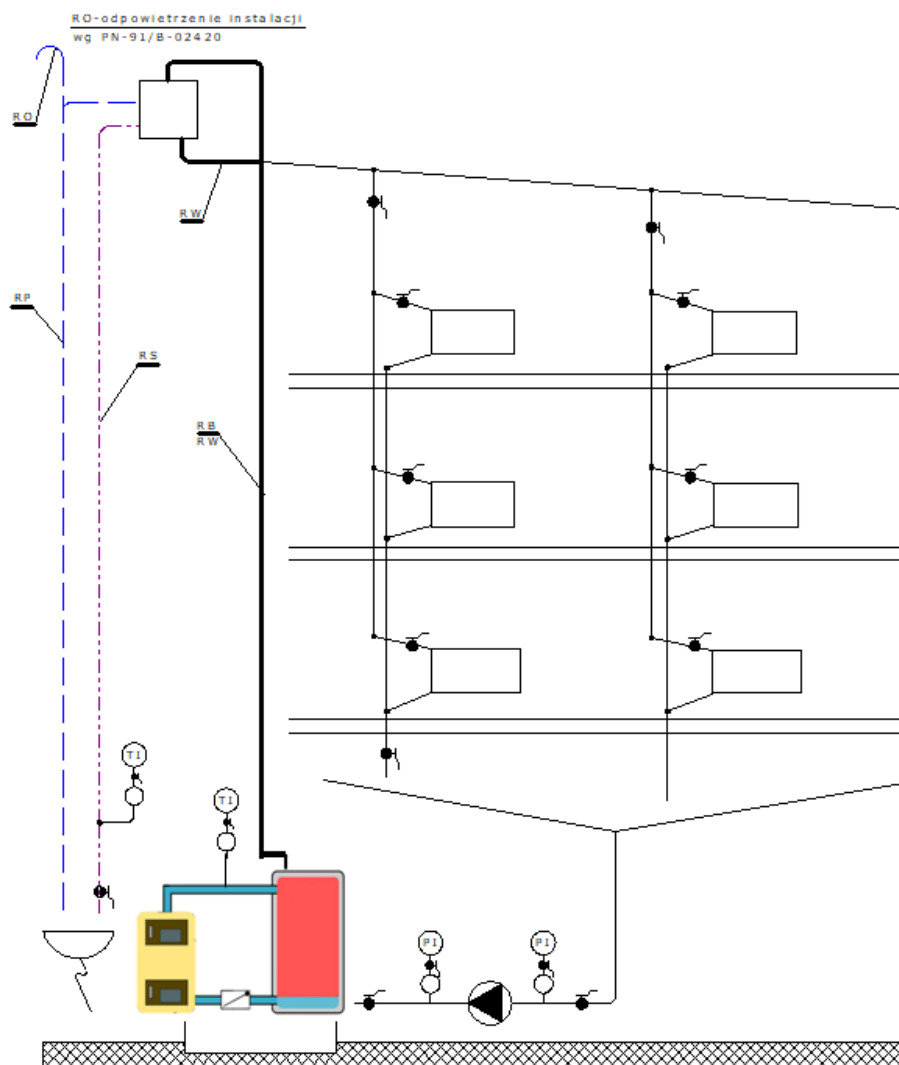 RO-odpowietrzenie instalacji
wg PN-91/B-02420
RO
RW
RP
RS
RB
RW
TI
TI
PI
PI